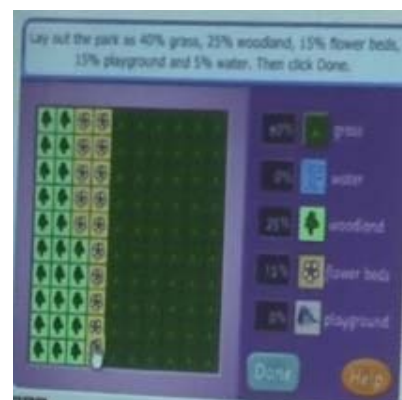 Lay out the park as 40% grass, 25% woodland, 15% flower beds,
15% playground and 5% water. Then click Done.
grass
0% water
25% woodland
15% flower beds
0% playground
Done
Help